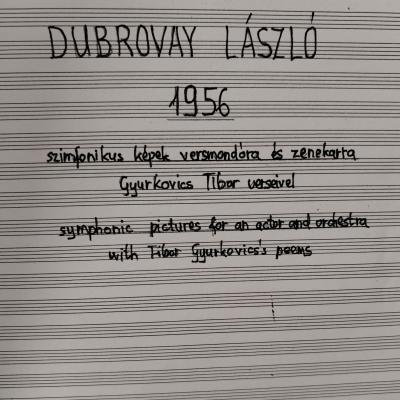 DUBROVAY LÁSZLÓ
1956
szimfonikus képek versmondóra és zenekarra
Gyurkovics Tibor verseivel
symphonic pictures for an actor and orchestra
with Tibor Gyurkovics's poems